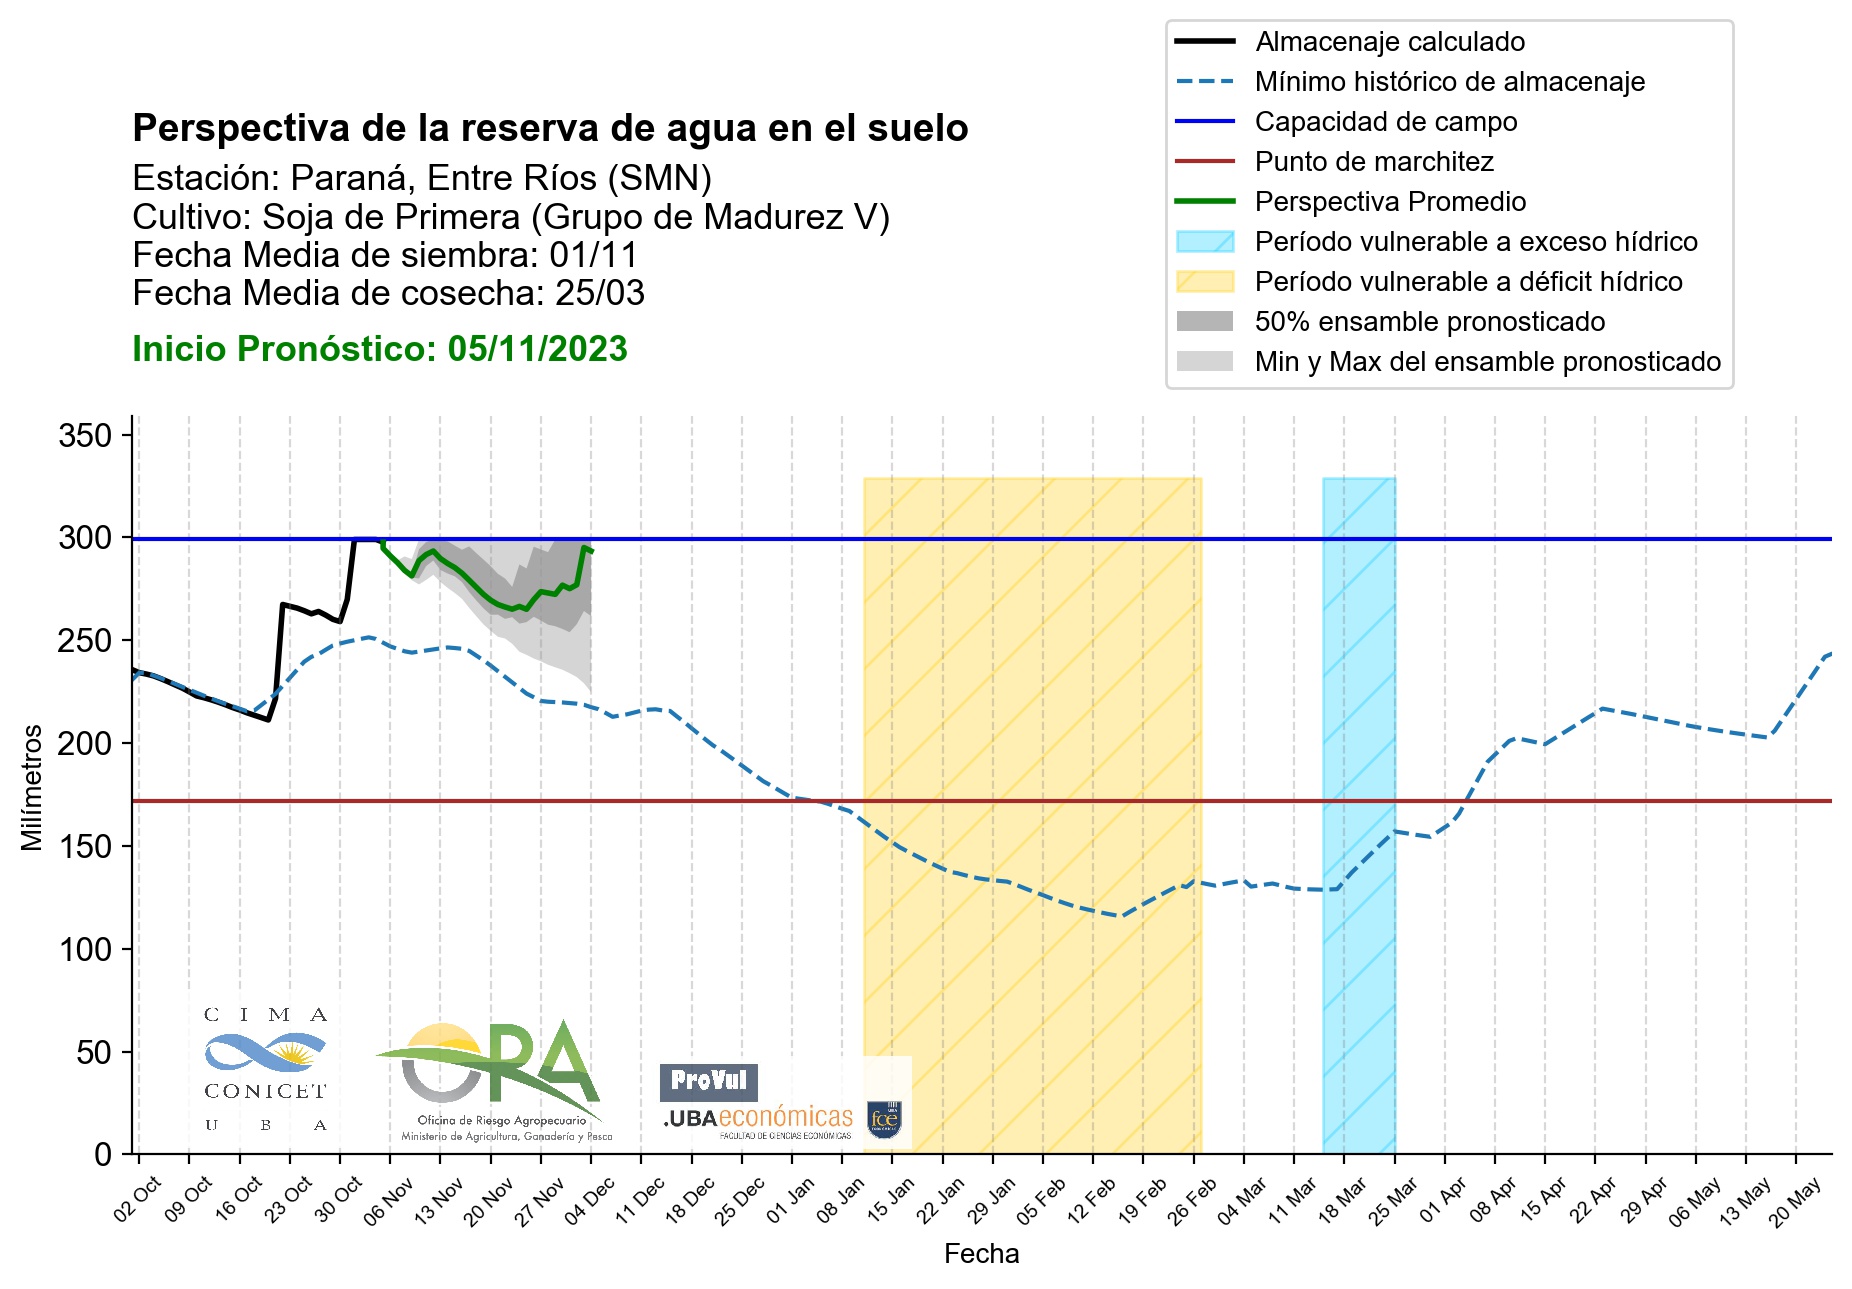 Almacenaje calculado
Mínimo histórico de almacenaje
Capacidad de campo
Punto de marchitez
Perspectiva Promedio
Período vulnerable a exceso hídrico
Período vulnerable a déficit hídrico
50% ensamble pronosticado
Min y Max del ensamble pronosticado
Perspectiva de la reserva de agua en el suelo
Estación: Paraná, Entre Ríos (SMN)
Cultivo: Soja de Primera (Grupo de Madurez V)
Fecha Media de siembra: 01/11
Fecha Media de cosecha: 25/03
Inicio Pronóstico: 05/11/2023
350
300
250
200
150
100
50
0
Milímetros
C I M A
CONICET
U B A
ORA
Oficina de Riesgo Agropecuario
Ministerio de Agricultura, Ganadería y Pesca
ProVul
.UBAeconómicas
FACULTAD DE CIENCIAS ECONÓMICAS
UBA
fce
ECONÓMICAS
02 Oct
09 Oct
16 Oct
23 Oct
30 Oct
06 Nov
13 Nov
20 Nov
27 Nov
04 Dec
11 Dec
18 Dec
25 Dec
01 Jan
08 Jan
15 Jan
22 Jan
29 Jan
05 Feb
12 Feb
19 Feb
26 Feb
04 Mar
11 Mar
18 Mar
25 Mar
01 Apr
08 Apr
15 Apr
22 Apr
29 Apr
06 May
13 May
20 May
Fecha